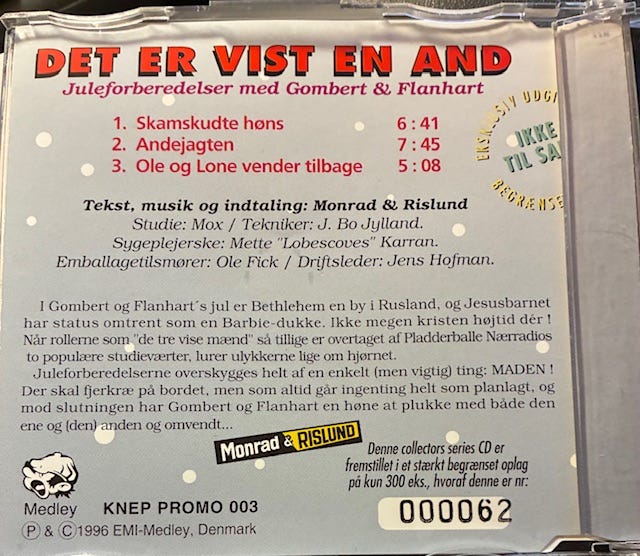 DET ER VIST EN AND
Juleforberedelser med Gombert & Flanhart
EKSKLUSIV UDGI
IKKE
TIL SA
BEGRÆNSE
1. Skamskudte høns 6:41
2. Andejagten 7:45
3. Ole og Lone vender tilbage 5:08
Tekst, musik og indtaling: Monrad & Rislund
Studie: Mox / Tekniker: J. Bo Jylland.
Sygeplejerske: Mette "Lobescoves" Karran.
Emballagetilsmører: Ole Fick / Driftsleder: Jens Hofman.
I Gombert og Flanhart´s jul er Bethlehem en by i Rusland, og Jesusbarnet
har status omtrent som en Barbie-dukke. Ikke megen kristen højtid dér !
Når rollerne som "de tre vise mænd" så tillige er overtaget af Pladderballe Nærradios
to populære studieværter, lurer ulykkerne lige om hjørnet.
Juleforberedelserne overskygges helt af en enkelt (men vigtig) ting: MADEN !
Der skal fjerkræ på bordet, men som altid går ingenting helt som planlagt, og
mod slutningen har Gombert og Flanhart en høne at plukke med både den
ene og (den) anden og omvendt...
Monrad & RISLUND
Denne collectors series CD er
fremstillet i et stærkt begrænset oplag
på kun 300 eks., hvoraf denne er nr:
000062
Medley KNEP PROMO 003
Ⓟ & ©1996 EMI-Medley, Denmark